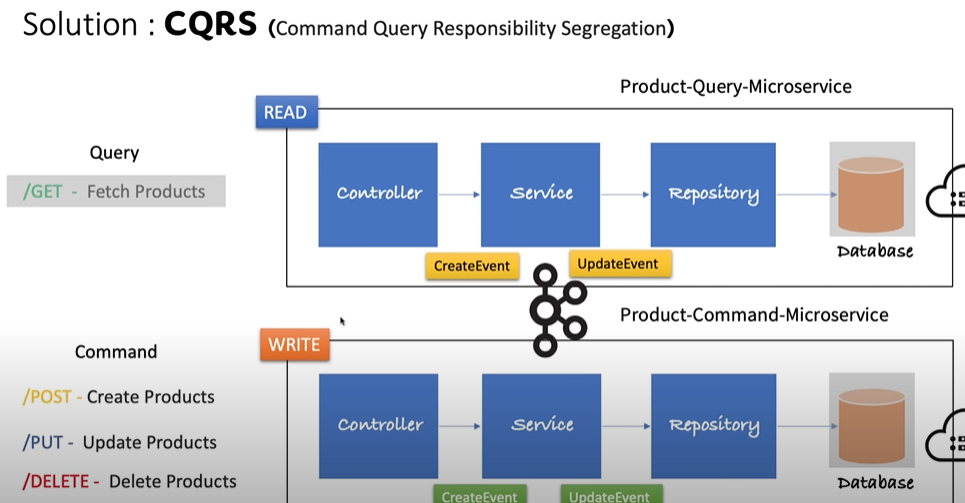 Solution : CQRS (Command Query Responsibility Segregation)
Product-Query-Microservice
READ
Query
/GET - Fetch Products
Controller
Service
Repository
Database
CreateEvent
UpdateEvent
Product-Command-Microservice
WRITE
Command
/POST - Create Products
/PUT - Update Products
/DELETE - Delete Products
Controller
Service
Repository
Database
CreateEvent
UpdateEvent